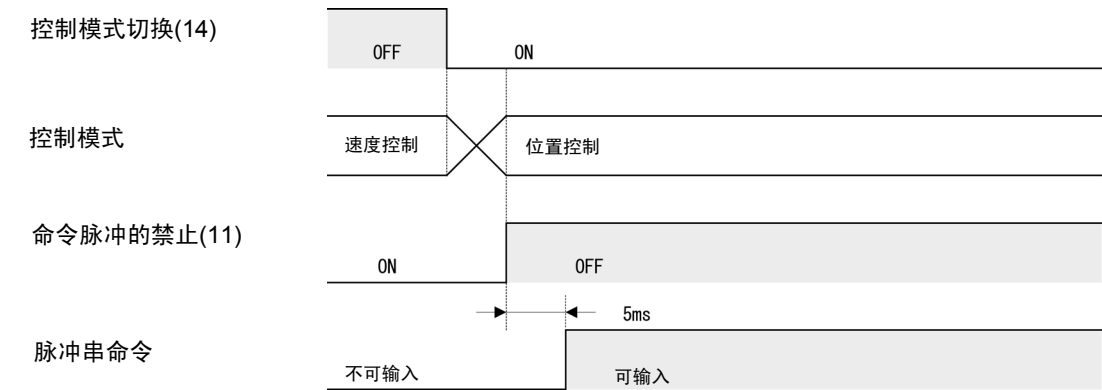 控制模式切换(14)
OFF
ON
控制模式
速度控制
位置控制
命令脉冲的禁止(11)
ON
OFF
5ms
脉冲串命令
不可输入
可输入